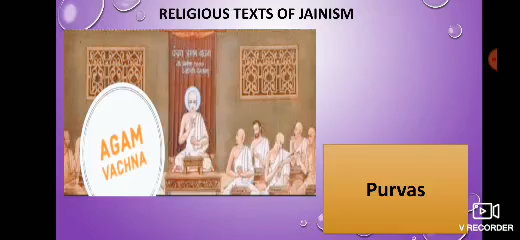 RELIGIOUS TEXTS OF JAINISM
AGAM
VACHNA
Purvas
V RECORDER